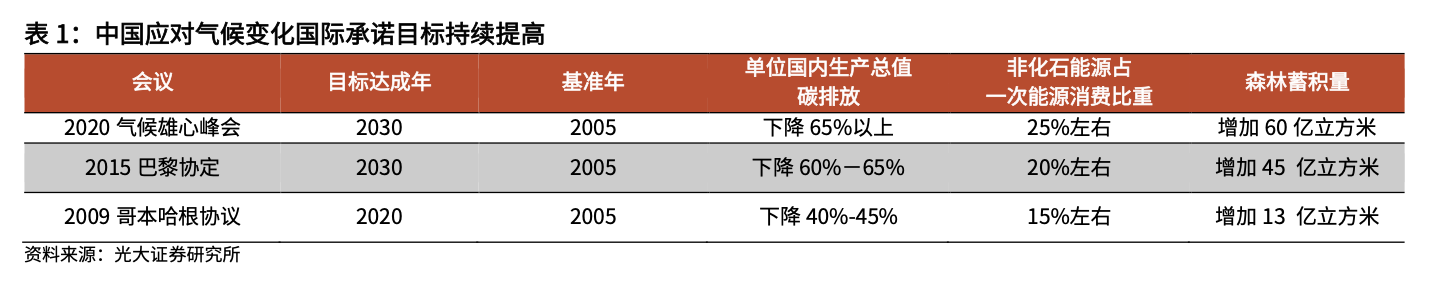 表 1：中国应对气候变化国际承诺目标持续提高
会议 目标达成年 基准年 单位国内生产总值 碳排放 非化石能源占 一次能源消费比重 森林蓄积量
2020 气候雄心峰会 2030 2005 下降 65%以上 25%左右 增加 60 亿立方米
2015 巴黎协定 2030 2005 下降 60%－65% 20%左右 增加 45 亿立方米
2009 哥本哈根协议 2020 2005 下降 40%-45% 15%左右 增加 13 亿立方米
资料来源：光大证券研究所